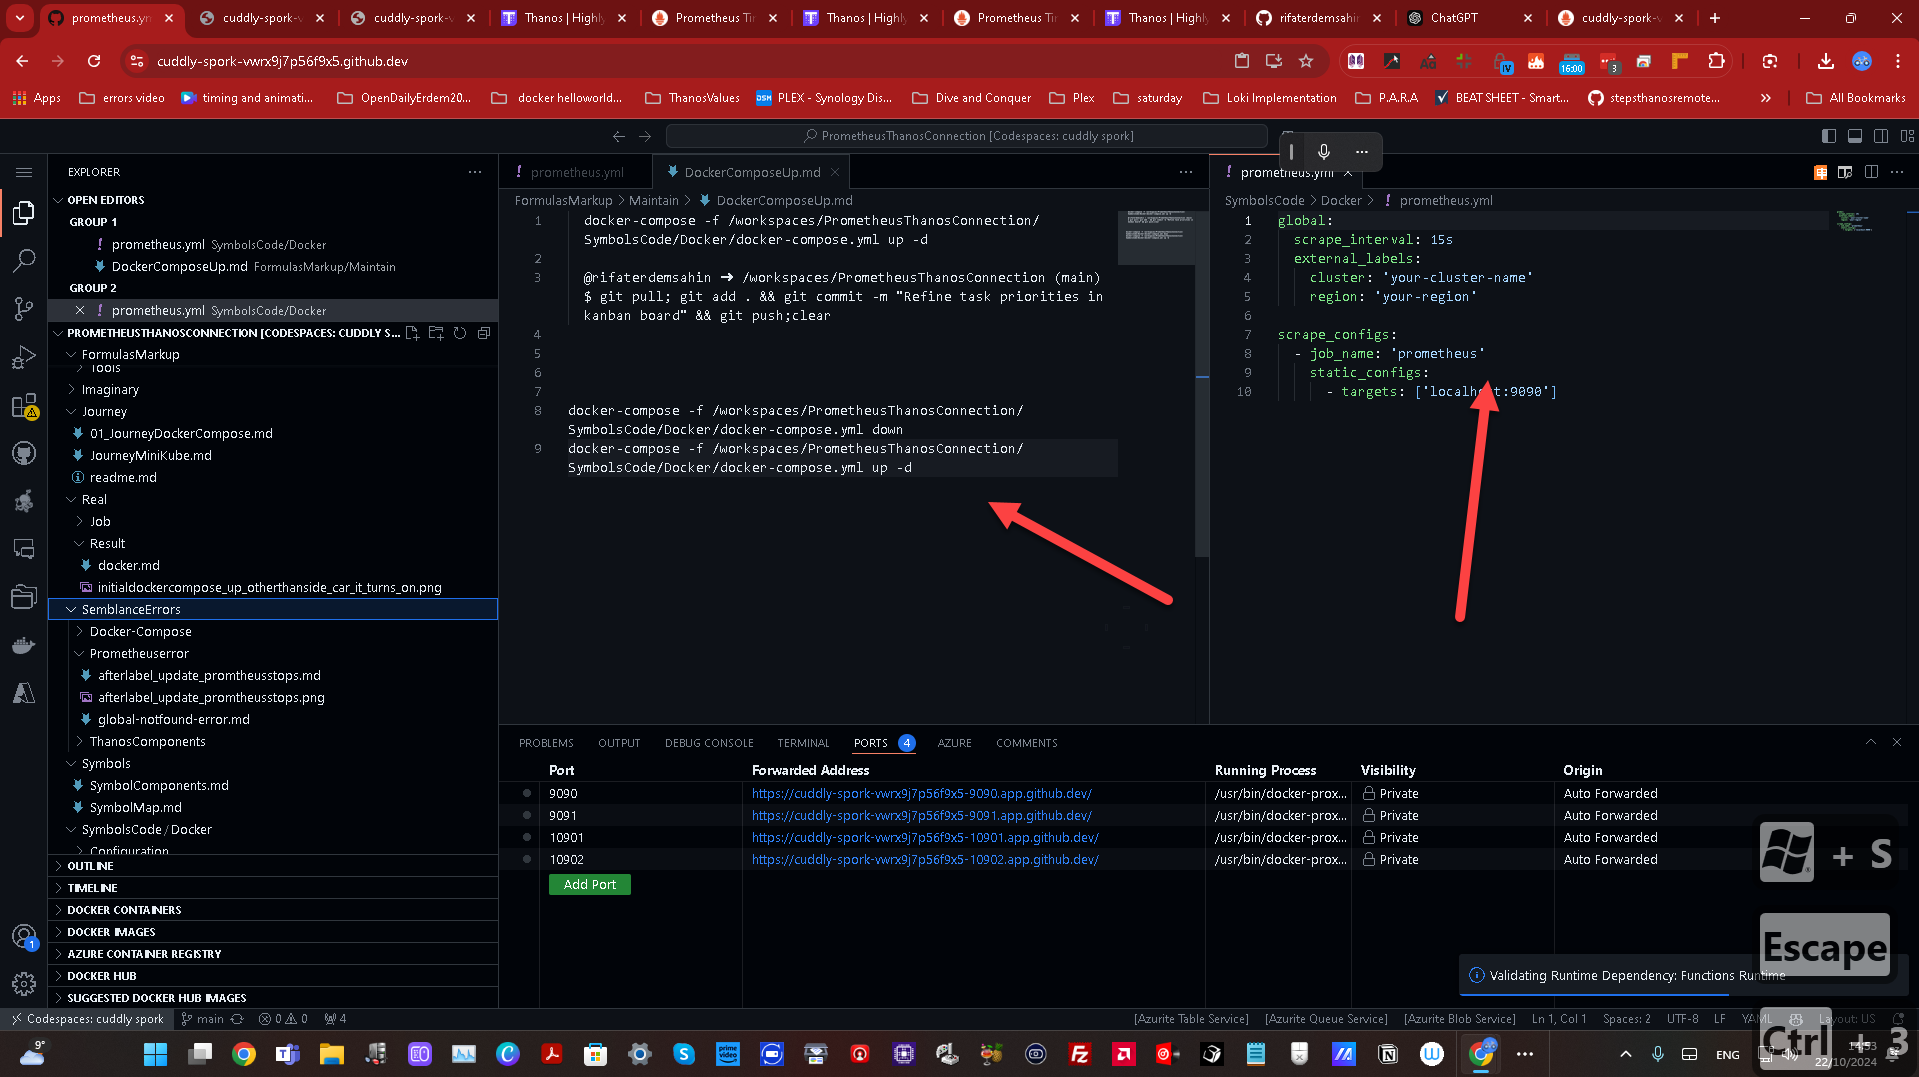 prometheus.yn
cuddly-spork-v
cuddly-spork-v
Thanos | Highly
Prometheus Tir
Thanos | Highly
Prometheus Tir
Thanos | Highly
rifaterdemsahin
ChatGPT
cuddly-spork-v
cuddly-spork-vwrx9j7p56f9x5.github.dev
IV
16:00
3
Apps
errors video
timing and animati...
OpenDailyErdem20...
docker helloworld...
ThanosValues
PLEX - Synology Dis...
Dive and Conquer
Plex
saturday
Loki Implementation
P.A.R.A
BEAT SHEET - Smart...
stepsthanosremote...
All Bookmarks
PrometheusThanosConnection [Codespaces: cuddly spork]
EXPLORER
OPEN EDITORS
GROUP 1
prometheus.yml SymbolsCode/Docker
DockerComposeUp.md FormulasMarkup/Maintain
GROUP 2
prometheus.yml SymbolsCode/Docker
PROMETHEUSTHANOSCONNECTION [CODESPACES: CUDDLY S...
FormulasMarkup
Tools
Imaginary
Journey
01_JourneyDockerCompose.md
JourneyMiniKube.md
readme.md
Real
Job
Result
docker.md
initialdockercompose_up_otherthanside_car_it_turns_on.png
SemblanceErrors
Docker-Compose
Prometheuserror
afterlabel_update_promtheusstops.md
afterlabel_update_promtheusstops.png
global-notfound-error.md
ThanosComponents
Symbols
SymbolComponents.md
SymbolMap.md
SymbolsCode / Docker
Configuration
OUTLINE
TIMELINE
DOCKER CONTAINERS
DOCKER IMAGES
AZURE CONTAINER REGISTRY
DOCKER HUB
SUGGESTED DOCKER HUB IMAGES
prometheus.yml
DockerComposeUp.md
FormulasMarkup > Maintain > DockerComposeUp.md
1 docker-compose -f /workspaces/PrometheusThanosConnection/
SymbolsCode/Docker/docker-compose.yml up -d
2
3 @rifaterdemsahin ➜ /workspaces/PrometheusThanosConnection (main)
$ git pull; git add . && git commit -m "Refine task priorities in
kanban board" && git push;clear
4
5
6
7
8 docker-compose -f /workspaces/PrometheusThanosConnection/
SymbolsCode/Docker/docker-compose.yml down
9 docker-compose -f /workspaces/PrometheusThanosConnection/
SymbolsCode/Docker/docker-compose.yml up -d
prometheus.yml
SymbolsCode > Docker > prometheus.yml
1 global:
2 scrape_interval: 15s
3 external_labels:
4 cluster: 'your-cluster-name'
5 region: 'your-region'
6
7 scrape_configs:
8 - job_name: 'prometheus'
9 static_configs:
10 - targets: ['localhost:9090']
PROBLEMS
OUTPUT
DEBUG CONSOLE
TERMINAL
PORTS 4
AZURE
COMMENTS
Port Forwarded Address Running Process Visibility Origin
9090 https://cuddly-spork-vwrx9j7p56f9x5-9090.app.github.dev/ /usr/bin/docker-prox... Private Auto Forwarded
9091 https://cuddly-spork-vwrx9j7p56f9x5-9091.app.github.dev/ /usr/bin/docker-prox... Private Auto Forwarded
10901 https://cuddly-spork-vwrx9j7p56f9x5-10901.app.github.dev/ /usr/bin/docker-prox... Private Auto Forwarded
10902 https://cuddly-spork-vwrx9j7p56f9x5-10902.app.github.dev/ /usr/bin/docker-prox... Private Auto Forwarded
Add Port
+ S
Escape
Validating Runtime Dependency: Functions Runtime
Ctrl + 3
1
Codespaces: cuddly spork
main
0 0
4
[Azurite Table Service]
[Azurite Queue Service]
[Azurite Blob Service]
Ln 1, Col 1
Spaces: 2
UTF-8
LF
YAML
Layout: US
9°
ENG
14:53
22/10/2024